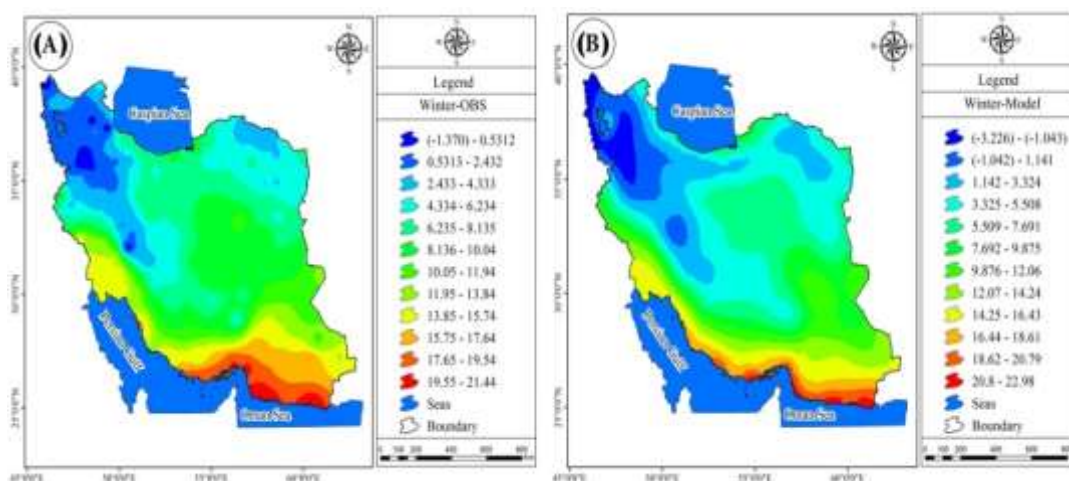 (A)
Legend
Winter-OBS
(-1.370) - 0.5312
0.5313 - 2.432
2.433 - 4.333
4.334 - 6.234
6.235 - 8.135
8.136 - 10.04
10.05 - 11.94
11.95 - 13.84
13.85 - 15.74
15.75 - 17.64
17.65 - 19.54
19.55 - 21.44
Seas
Boundary
Caspian Sea
Persian Gulf
Oman Sea
(B)
Legend
Winter-Model
(-3.226) - (-1.043)
(-1.042) - 1.141
1.142 - 3.324
3.325 - 5.508
5.509 - 7.691
7.692 - 9.875
9.876 - 12.06
12.07 - 14.24
14.25 - 16.43
16.44 - 18.61
18.62 - 20.79
20.8 - 22.98
Seas
Boundary
Caspian Sea
Persian Gulf
Oman Sea